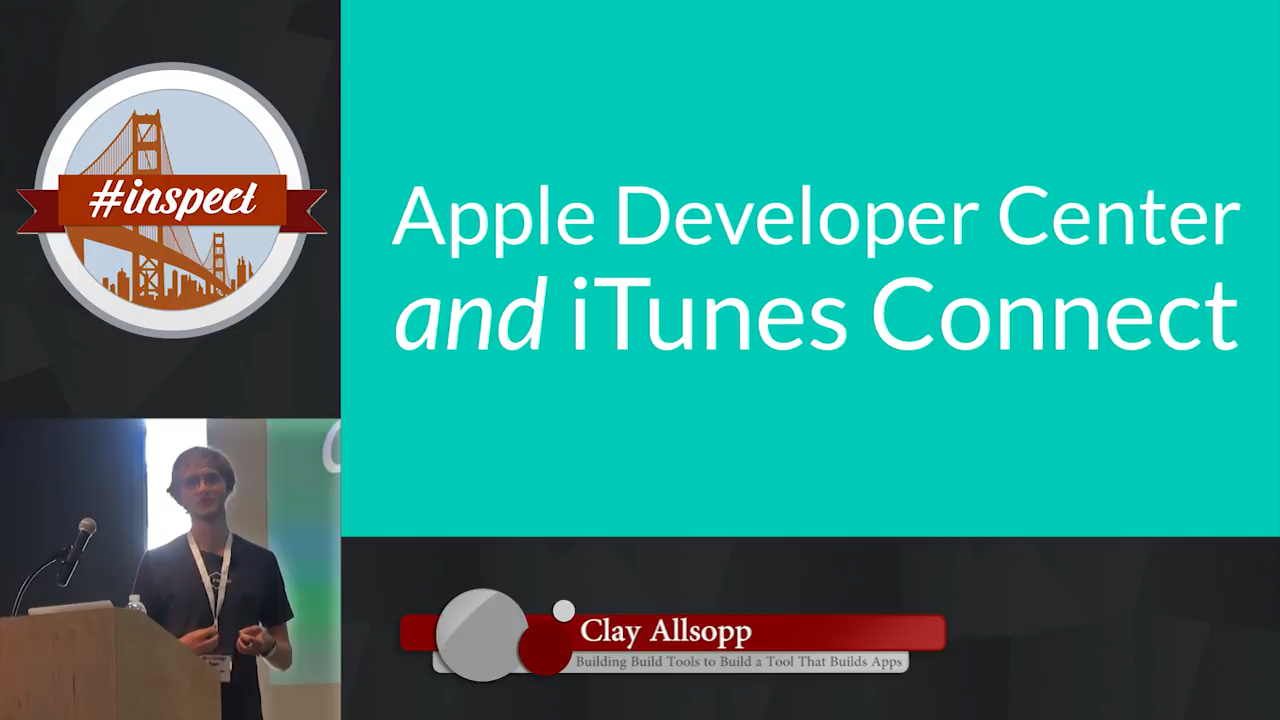 #inspect
Apple Developer Center
and iTunes Connect
Clay Allsopp
Building Build Tools to Build a Tool That Builds Apps